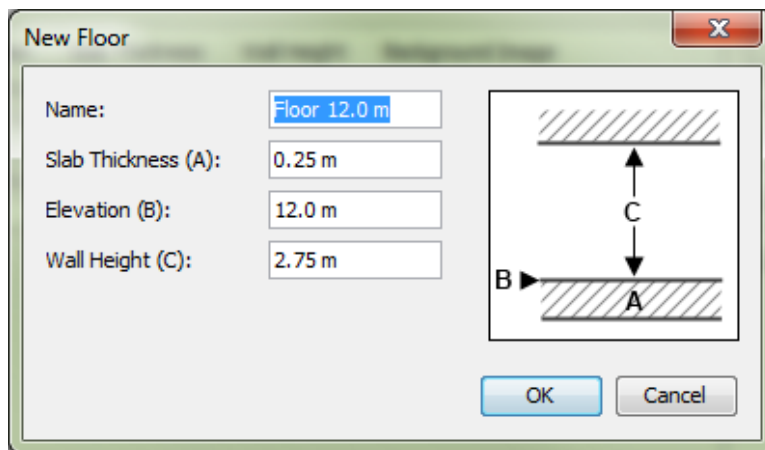 New Floor
Name: Floor 12.0 m
Slab Thickness (A): 0.25 m
Elevation (B): 12.0 m
Wall Height (C): 2.75 m
C
B
A
OK Cancel